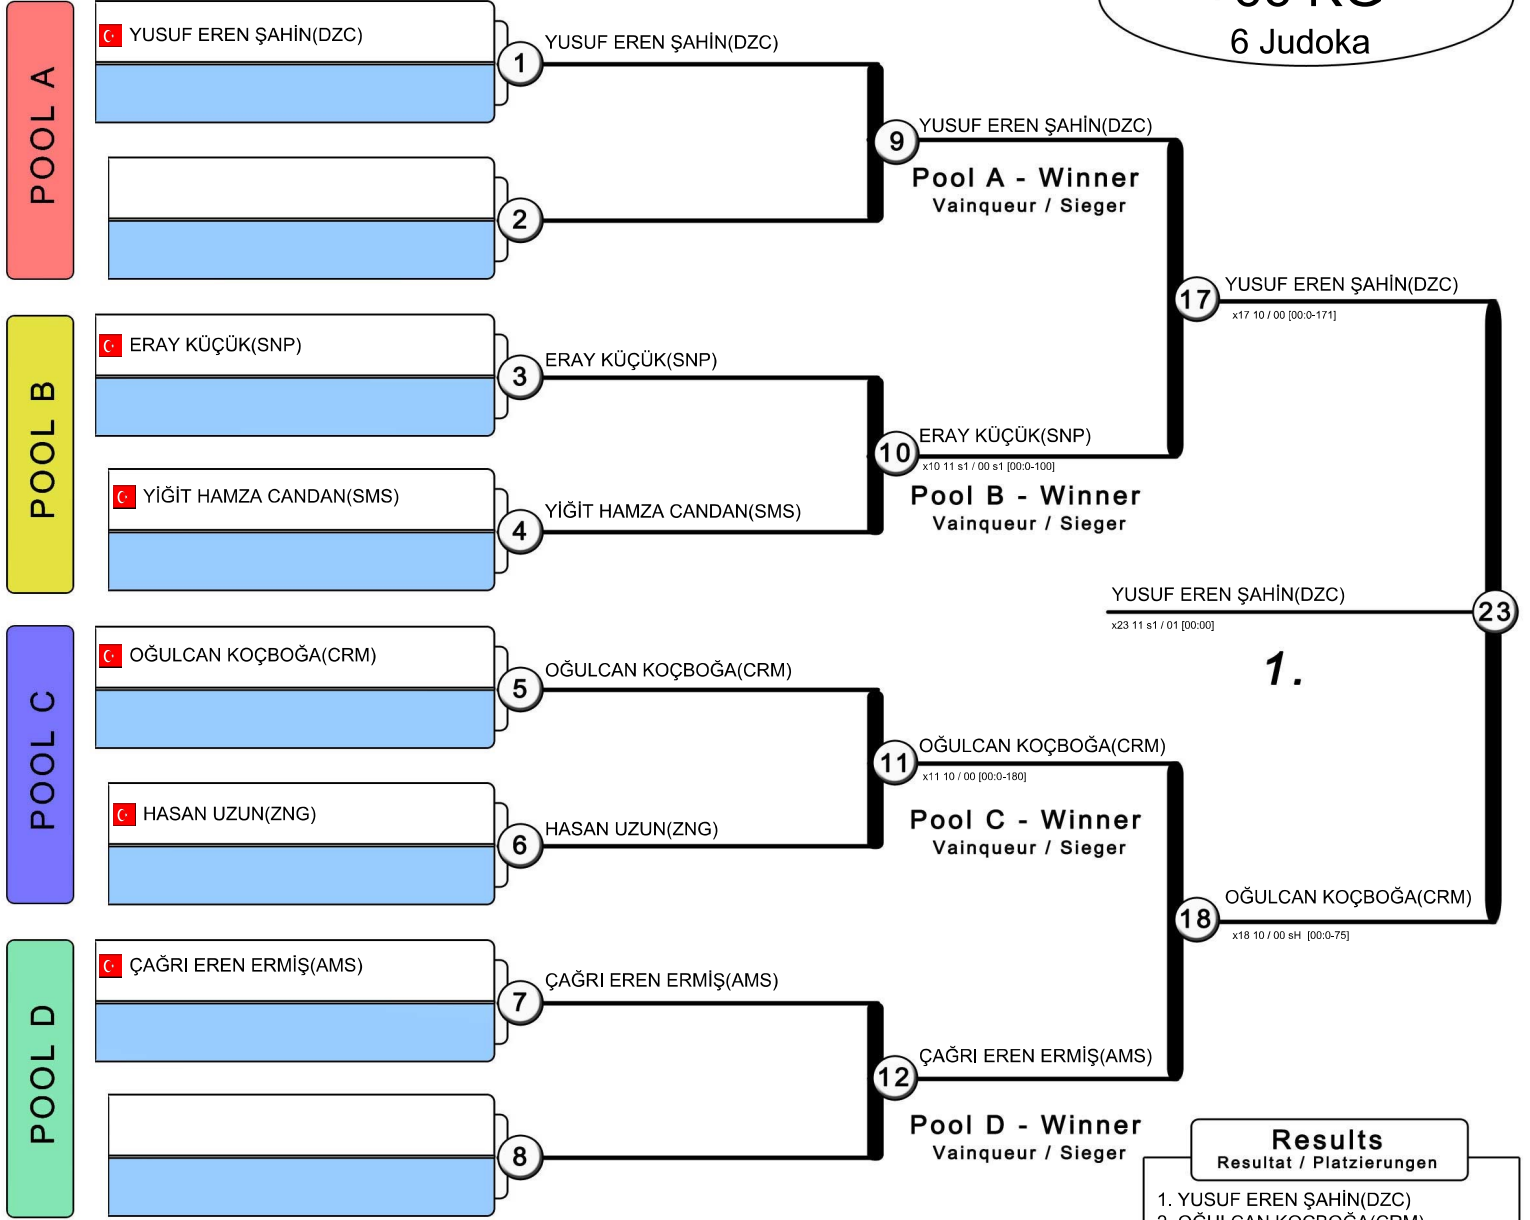 6 Judoka
POOL A
YUSUF EREN ŞAHİN(DZC)
1
YUSUF EREN ŞAHİN(DZC)
2
9
YUSUF EREN ŞAHİN(DZC)
Pool A - Winner
Vainqueur / Sieger
POOL B
ERAY KÜÇÜK(SNP)
3
ERAY KÜÇÜK(SNP)
YİĞİT HAMZA CANDAN(SMS)
4
YİĞİT HAMZA CANDAN(SMS)
10
ERAY KÜÇÜK(SNP)
x10 11 s1 / 00 s1 [00:0-100]
Pool B - Winner
Vainqueur / Sieger
17
YUSUF EREN ŞAHİN(DZC)
x17 10 / 00 [00:0-171]
YUSUF EREN ŞAHİN(DZC)
23
x23 11 s1 / 01 [00:00]
1.
POOL C
OĞULCAN KOÇBOĞA(CRM)
5
OĞULCAN KOÇBOĞA(CRM)
HASAN UZUN(ZNG)
6
HASAN UZUN(ZNG)
11
OĞULCAN KOÇBOĞA(CRM)
x11 10 / 00 [00:0-180]
Pool C - Winner
Vainqueur / Sieger
18
OĞULCAN KOÇBOĞA(CRM)
x18 10 / 00 sH [00:0-75]
POOL D
ÇAĞRI EREN ERMİŞ(AMS)
7
ÇAĞRI EREN ERMİŞ(AMS)
8
12
ÇAĞRI EREN ERMİŞ(AMS)
Pool D - Winner
Vainqueur / Sieger
Results
Resultat / Platzierungen
1. YUSUF EREN ŞAHİN(DZC)
2. OĞULCAN KOÇBOĞA(CRM)